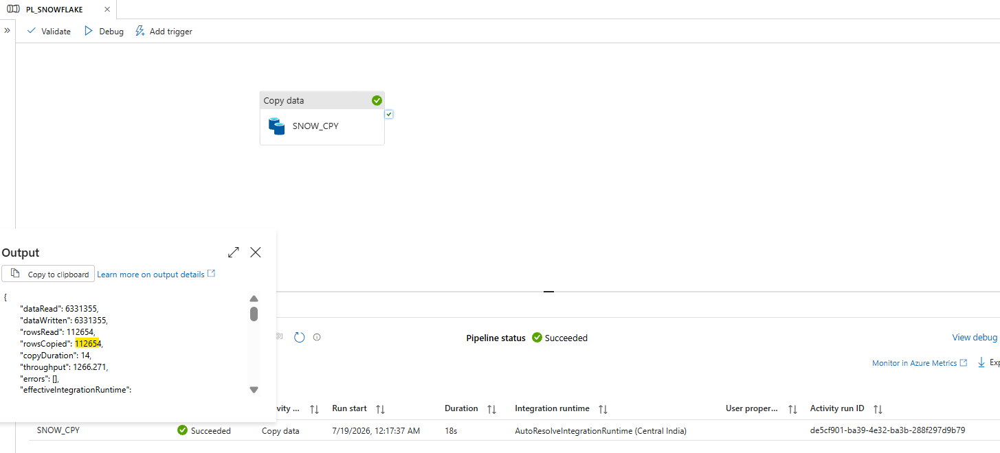 PL_SNOWFLAKE
Validate Debug Add trigger
Copy data
SNOW_CPY
Output
Copy to clipboard Learn more on output details
{
"dataRead": 6331355,
"dataWritten": 6331355,
"rowsRead": 112654,
"rowsCopied": 112654,
"copyDuration": 14,
"throughput": 1266.271,
"errors": [],
"effectiveIntegrationRuntime":
Pipeline status Succeeded
View debug
Monitor in Azure Metrics Exp
vity ... Run start Duration Integration runtime User proper... Activity run ID
SNOW_CPY Succeeded Copy data 7/19/2026, 12:17:37 AM 18s AutoResolveIntegrationRuntime (Central India) de5cf901-ba39-4e32-ba3b-288f297d9b79